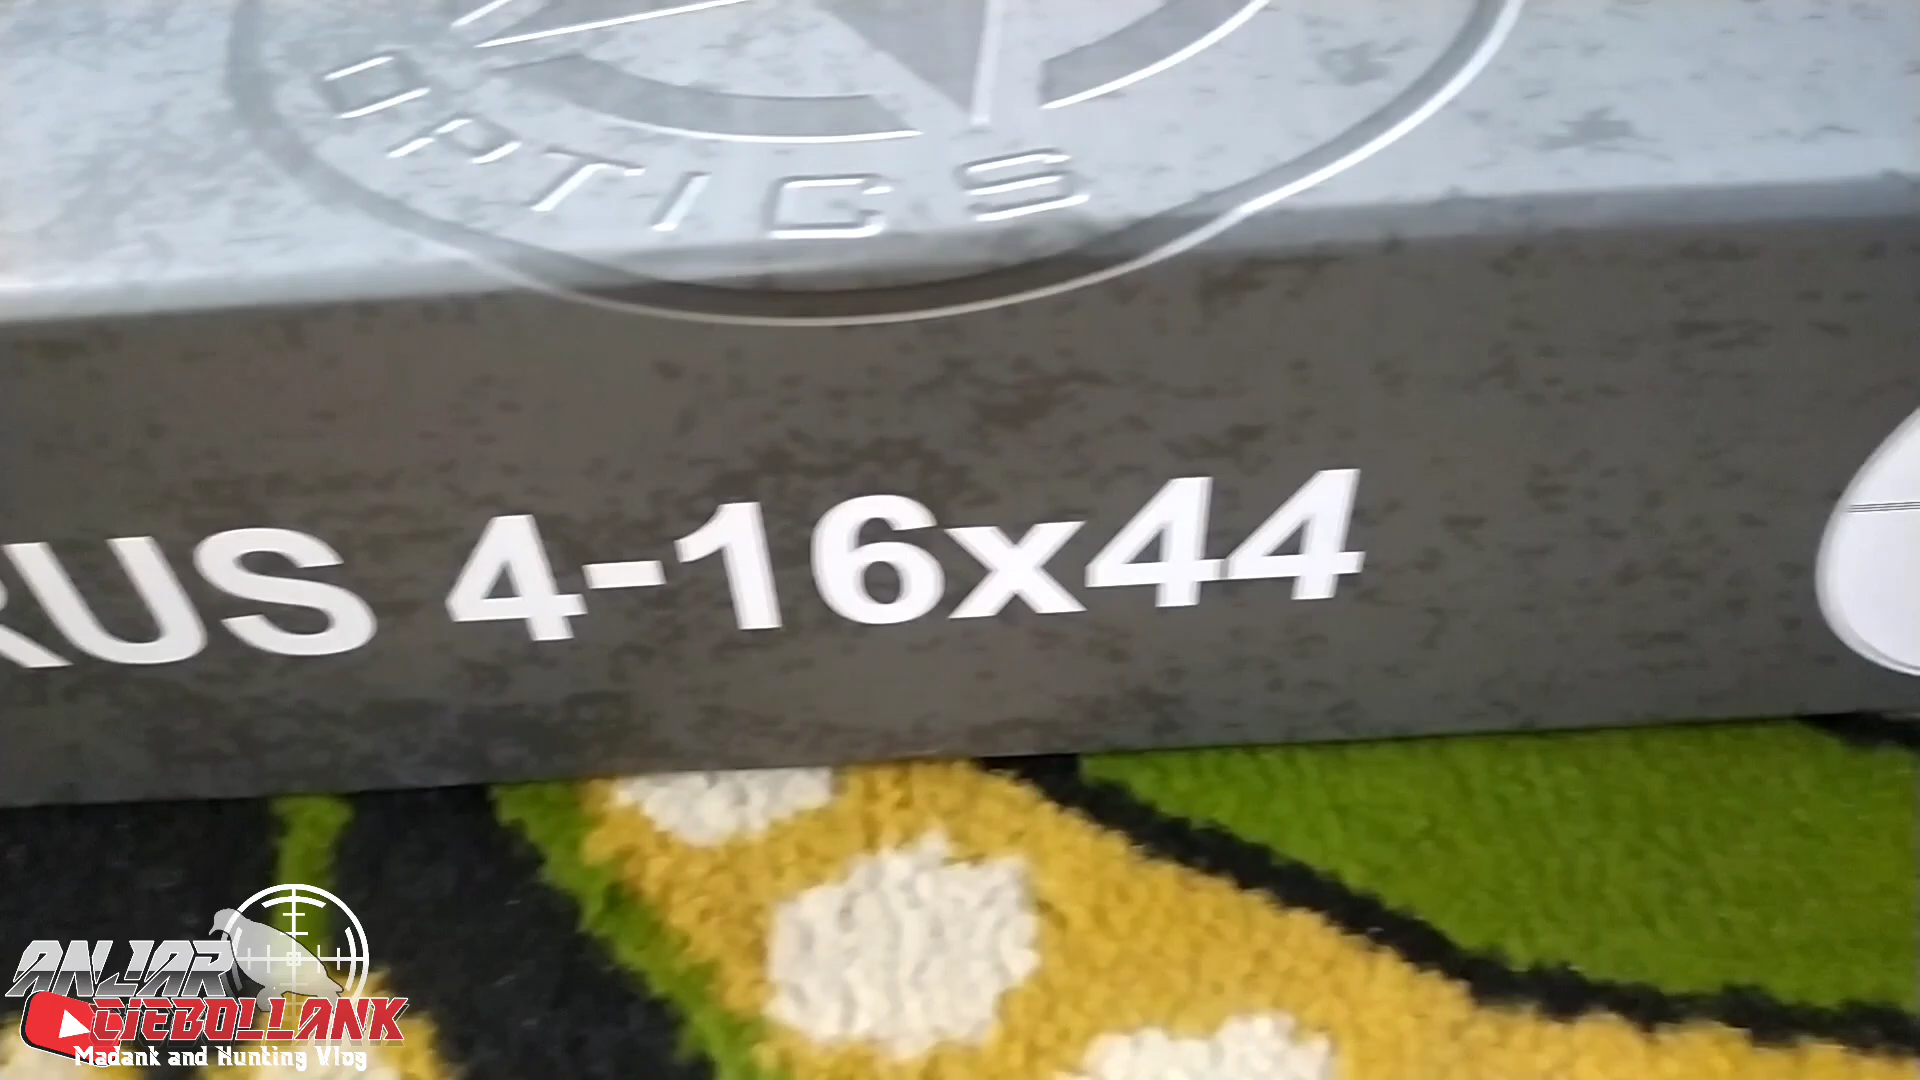 OPTICS
RUS 4-16x44
ANJAR
CIEBOLLANK
Madank and Hunting Vlog